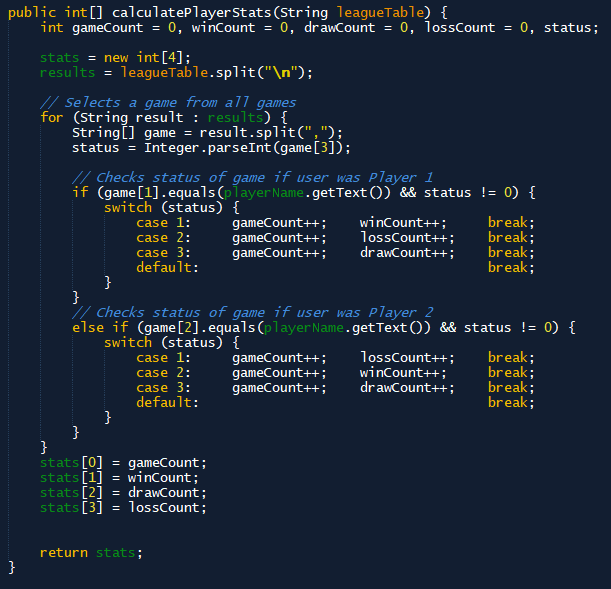 public int[] calculatePlayerStats(String leagueTable) {
    int gameCount = 0, winCount = 0, drawCount = 0, lossCount = 0, status;

    stats = new int[4];
    results = leagueTable.split("\n");

    // Selects a game from all games
    for (String result : results) {
        String[] game = result.split(",");
        status = Integer.parseInt(game[3]);

        // Checks status of game if user was Player 1
        if (game[1].equals(playerName.getText()) && status != 0) {
            switch (status) {
                case 1:     gameCount++;    winCount++;     break;
                case 2:     gameCount++;    lossCount++;    break;
                case 3:     gameCount++;    drawCount++;    break;
                default:                                    break;
            }
        }
        // Checks status of game if user was Player 2
        else if (game[2].equals(playerName.getText()) && status != 0) {
            switch (status) {
                case 1:     gameCount++;    lossCount++;    break;
                case 2:     gameCount++;    winCount++;     break;
                case 3:     gameCount++;    drawCount++;    break;
                default:                                    break;
            }
        }
    }
    stats[0] = gameCount;
    stats[1] = winCount;
    stats[2] = drawCount;
    stats[3] = lossCount;


    return stats;
}